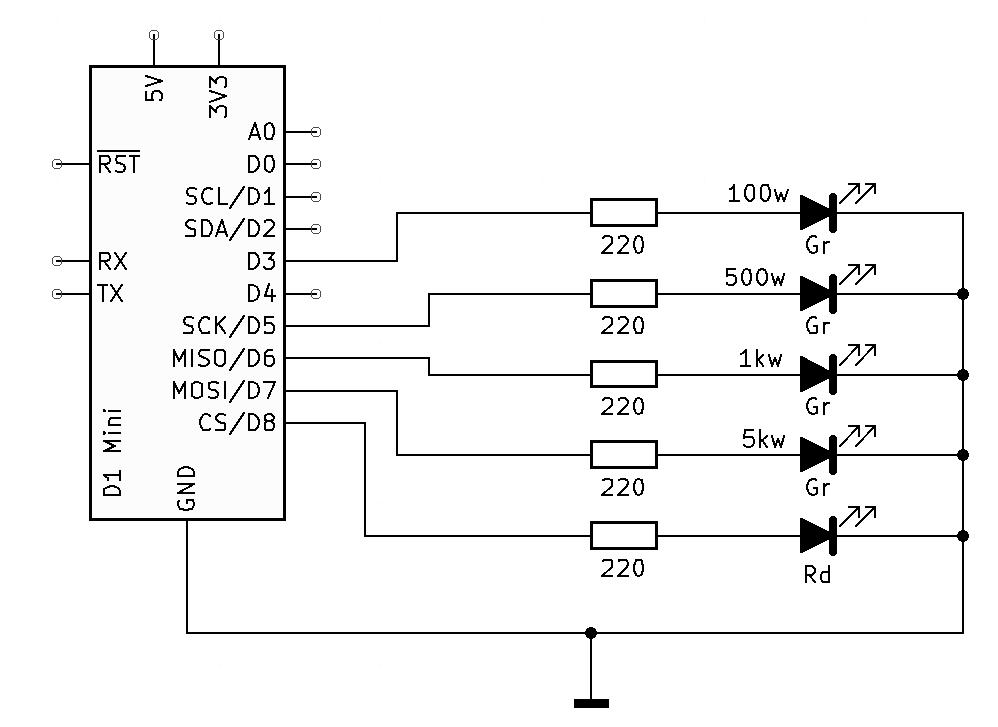 5V
3V3
A0
RST
D0
SCL/D1
SDA/D2
RX
D3
TX
D4
SCK/D5
MISO/D6
MOSI/D7
CS/D8
D1 Mini
GND
100w
220
Gr
500w
220
Gr
1kw
220
Gr
5kw
220
Gr
220
Rd